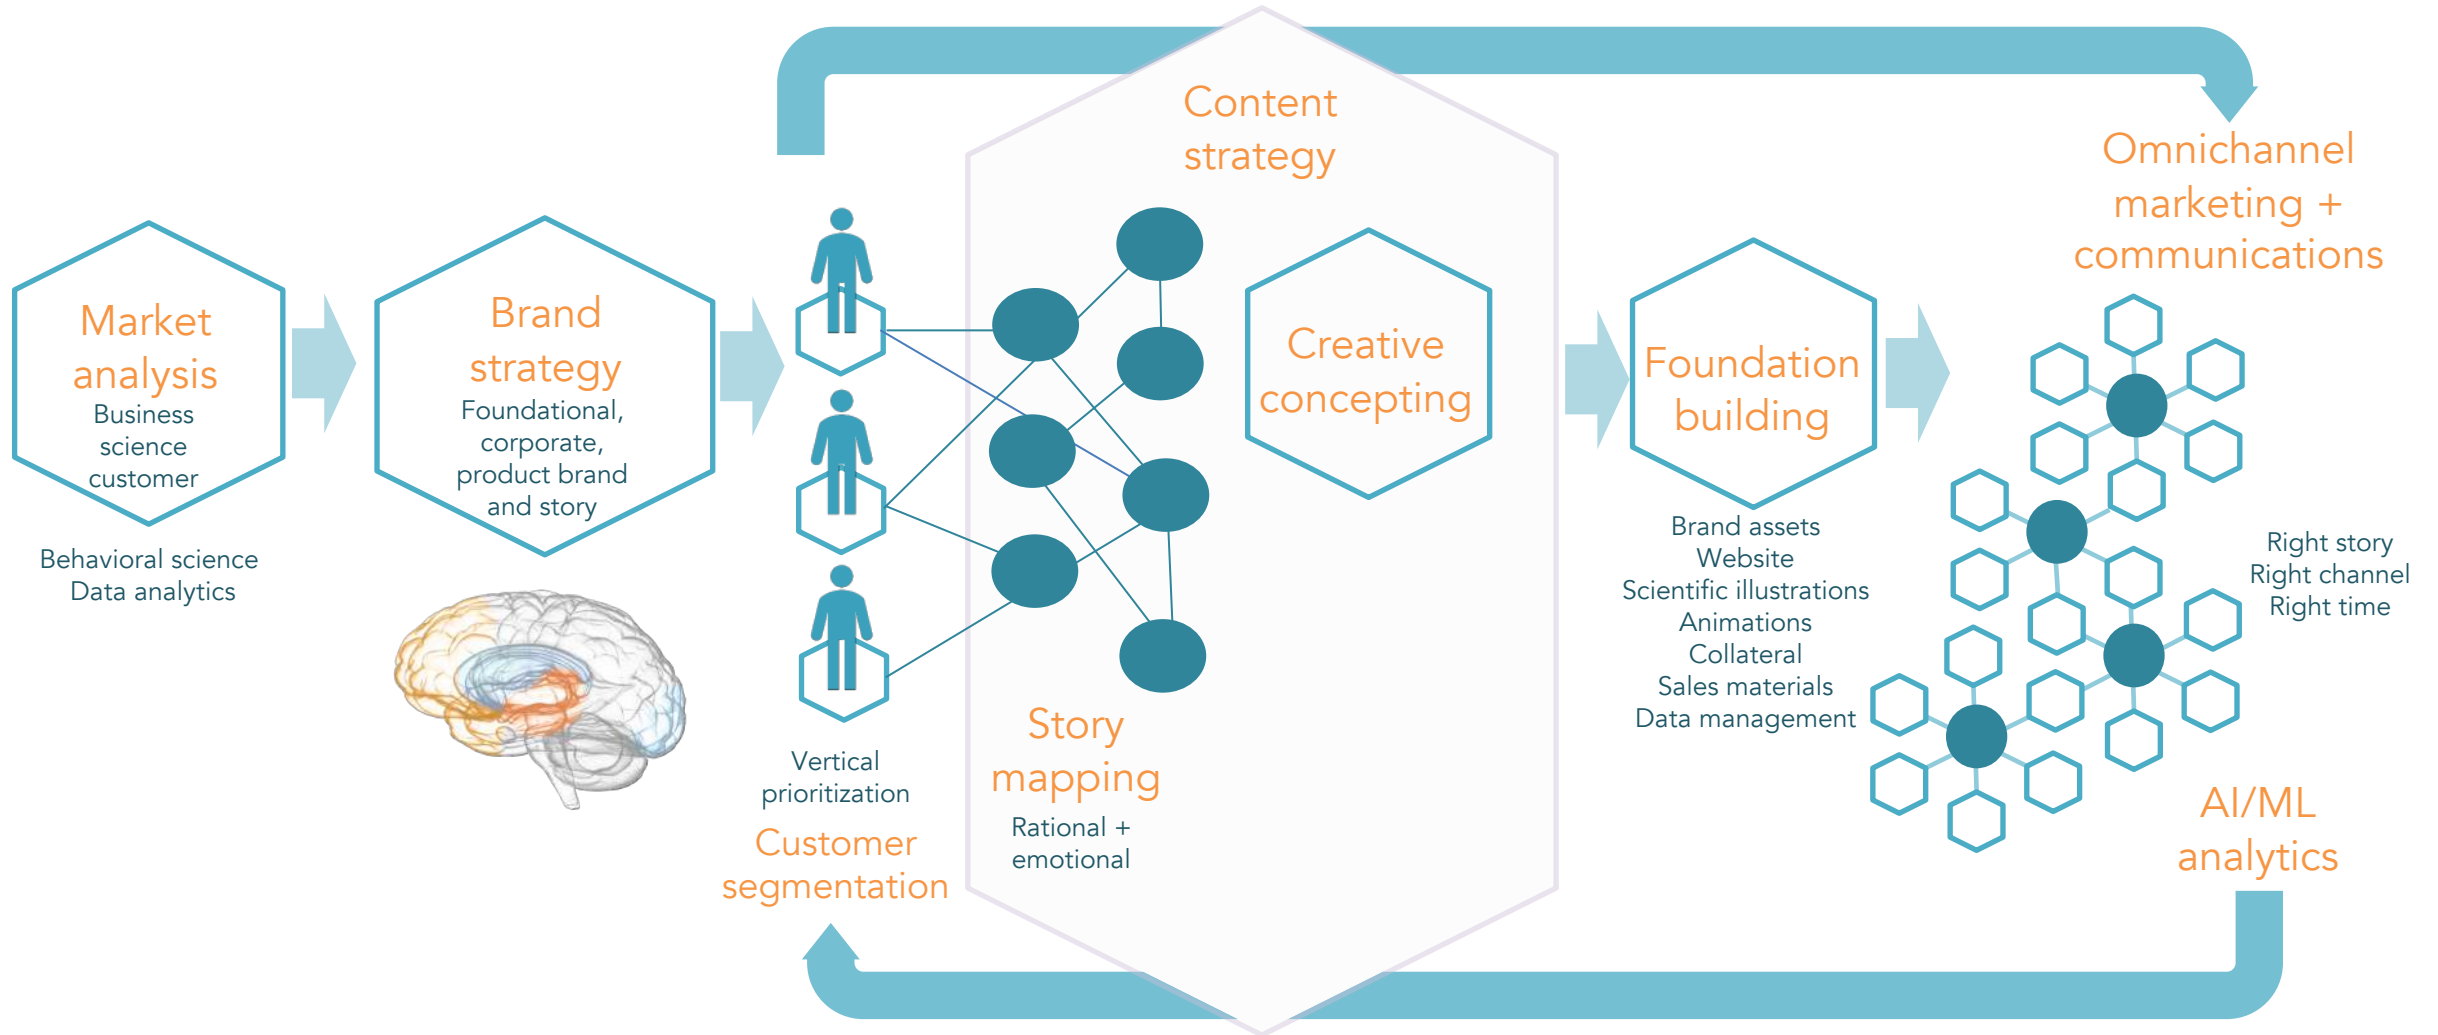 Market
analysis
Business
science
customer
Behavioral science
Data analytics
Brand
strategy
Foundational,
corporate,
product brand
and story
Vertical
prioritization
Customer
segmentation
Content
strategy
Story
mapping
Rational +
emotional
Creative
concepting
Foundation
building
Brand assets
Website
Scientific illustrations
Animations
Collateral
Sales materials
Data management
Omnichannel
marketing +
communications
Right story
Right channel
Right time
AI/ML
analytics